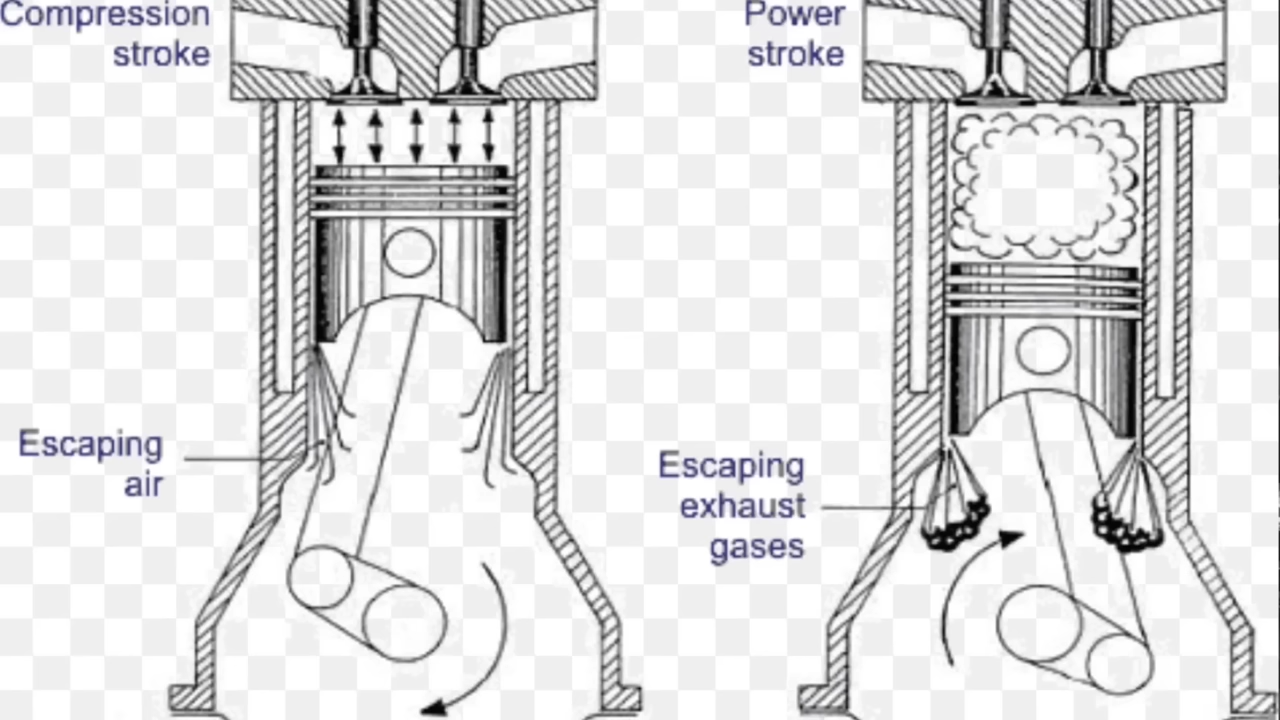 Compression
stroke
Power
stroke
Escaping
air
Escaping
exhaust
gases